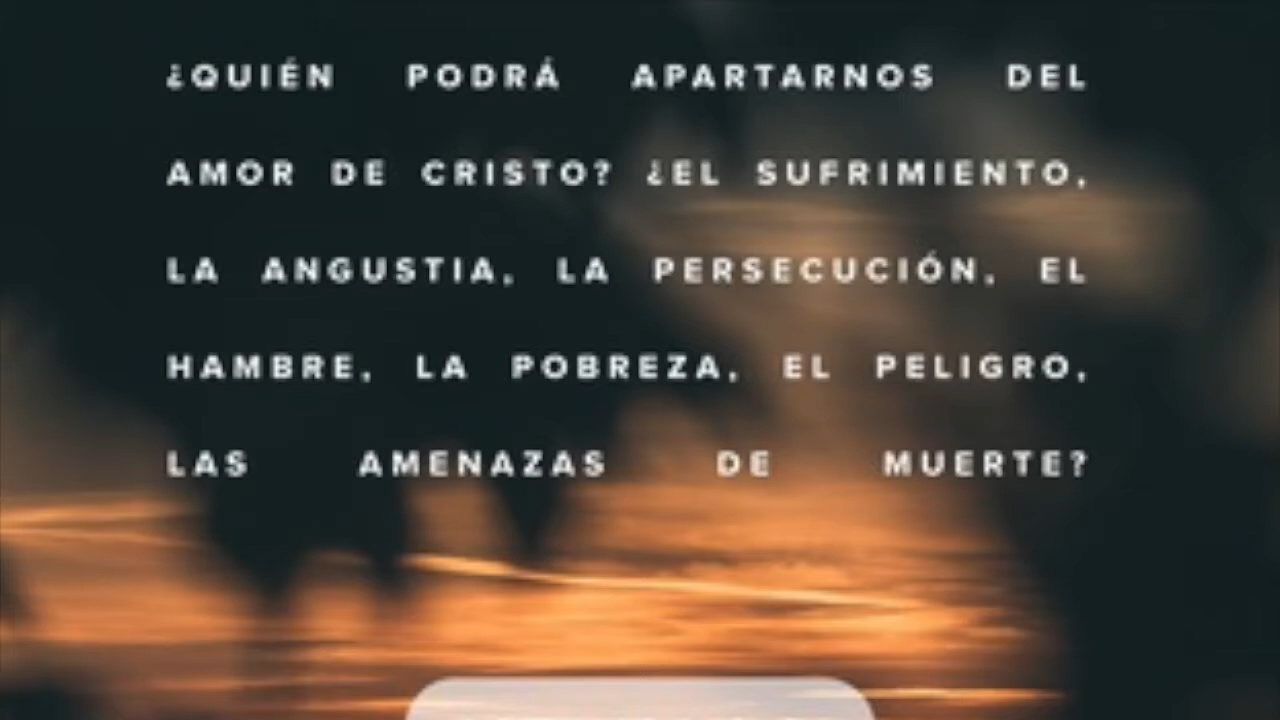 ¿QUIÉN PODRÁ APARTARNOS DEL
AMOR DE CRISTO? ¿EL SUFRIMIENTO,
LA ANGUSTIA, LA PERSECUCIÓN, EL
HAMBRE, LA POBREZA, EL PELIGRO,
LAS AMENAZAS DE MUERTE?